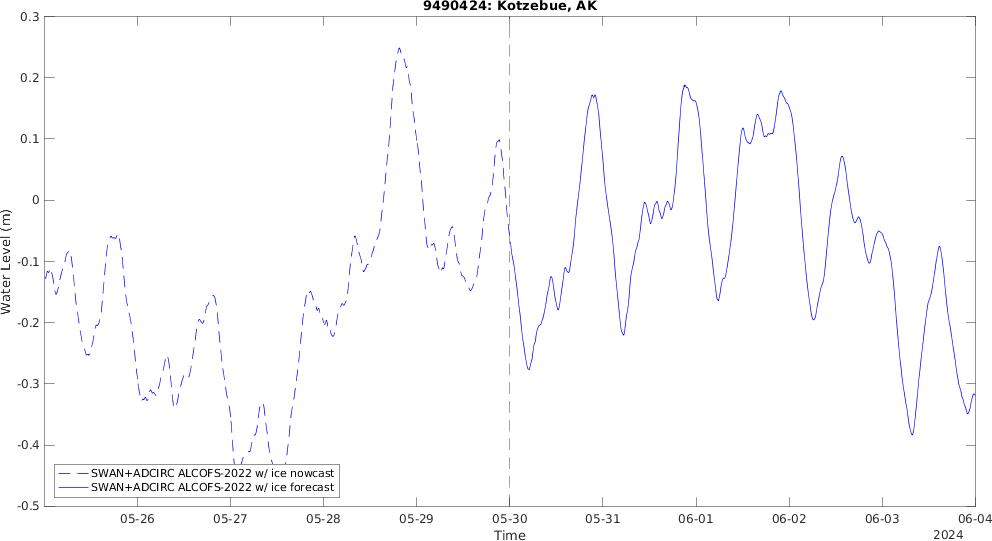 9490424: Kotzebue, AK
0.3
0.2
0.1
0
-0.1
-0.2
-0.3
-0.4
-0.5
Water Level (m)
SWAN+ADCIRC ALCOFS-2022 w/ ice nowcast
SWAN+ADCIRC ALCOFS-2022 w/ ice forecast
05-26 05-27 05-28 05-29 05-30 05-31 06-01 06-02 06-03 06-04
Time
2024